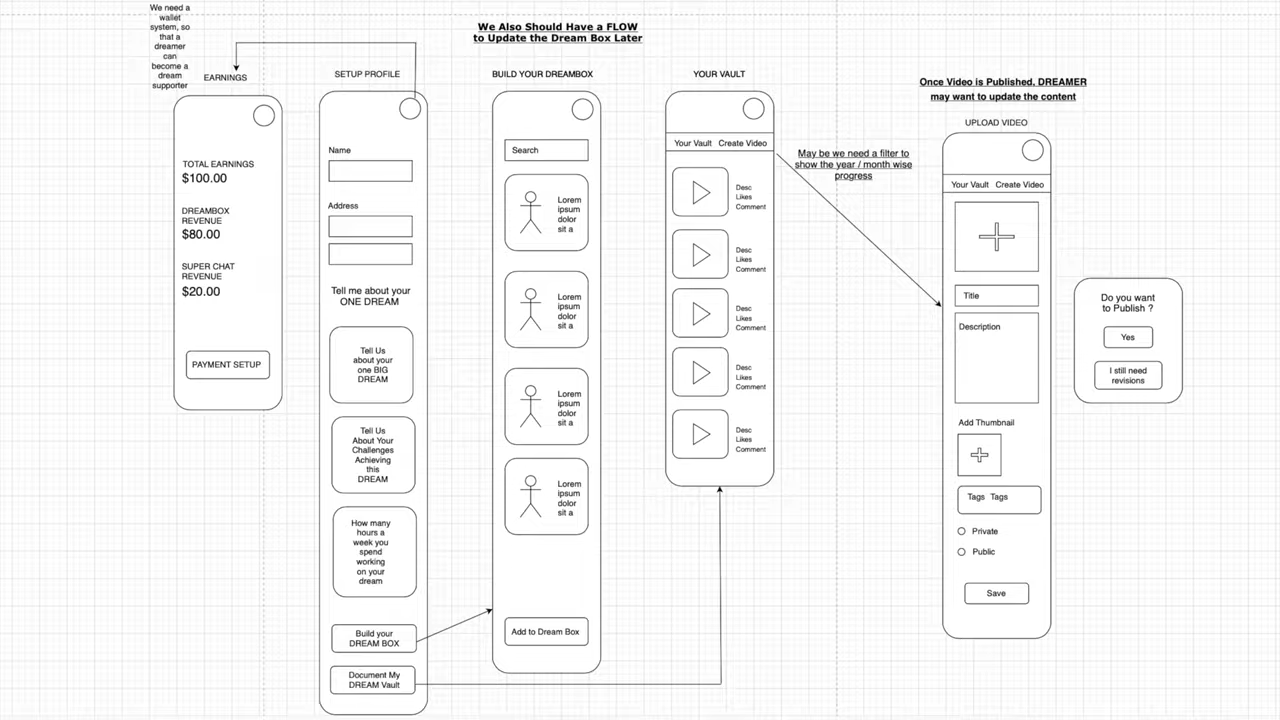 We need a
wallet
system, so
that a
dreamer
can
become a
dream
supporter
EARNINGS
TOTAL EARNINGS
$100.00
DREAMBOX
REVENUE
$80.00
SUPER CHAT
REVENUE
$20.00
PAYMENT SETUP
SETUP PROFILE
Name
Address
Tell me about your
ONE DREAM
Tell Us
about your
one BIG
DREAM
Tell Us
About Your
Challenges
Achieving
this
DREAM
How many
hours a
week you
spend
working
on your
dream
Build your
DREAM BOX
Document My
DREAM Vault
We Also Should Have a FLOW
to Update the Dream Box Later
BUILD YOUR DREAMBOX
Search
Lorem
ipsum
dolor
sit a
Lorem
ipsum
dolor
sit a
Lorem
ipsum
dolor
sit a
Lorem
ipsum
dolor
sit a
Add to Dream Box
YOUR VAULT
Your Vault Create Video
Desc
Likes
Comment
Desc
Likes
Comment
Desc
Likes
Comment
Desc
Likes
Comment
Desc
Likes
Comment
May be we need a filter to
show the year / month wise
progress
Once Video is Published, DREAMER
may want to update the content
UPLOAD VIDEO
Your Vault Create Video
Title
Description
Add Thumbnail
Tags Tags
Private
Public
Save
Do you want
to Publish ?
Yes
I still need
revisions